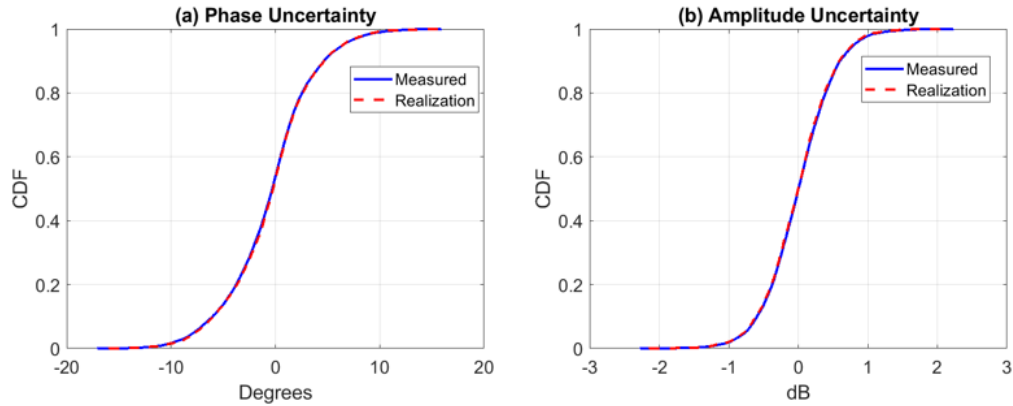 (a) Phase Uncertainty
1
0.8
0.6
0.4
0.2
0
CDF
-20
-10
0
10
20
Degrees
Measured
Realization
(b) Amplitude Uncertainty
1
0.8
0.6
0.4
0.2
0
CDF
-3
-2
-1
0
1
2
3
dB
Measured
Realization